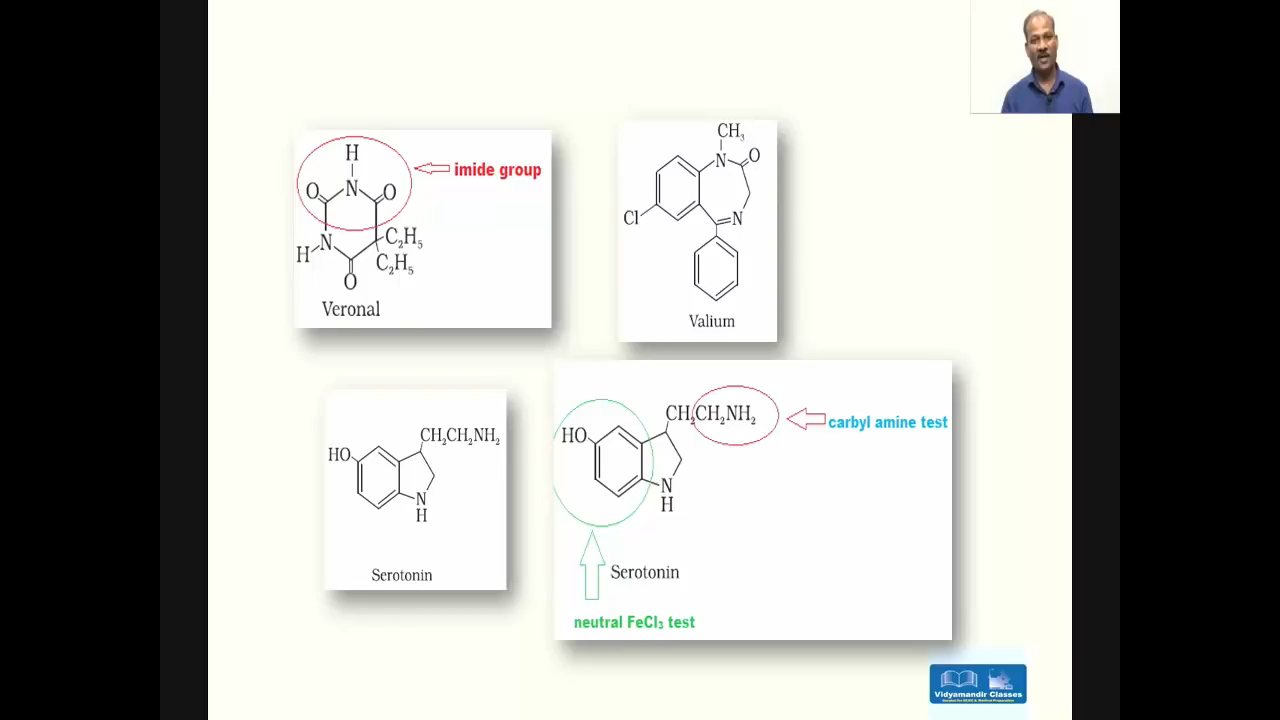 H
N
O
O
imide group
H
N
C₂H₅
C₂H₅
O
Veronal
CH₃
N
O
Cl
N
Valium
CH₂CH₂NH₂
HO
N
H
Serotonin
CH₂CH₂NH₂
carbyl amine test
HO
N
H
Serotonin
neutral FeCl₃ test
Vidyamandir Classes